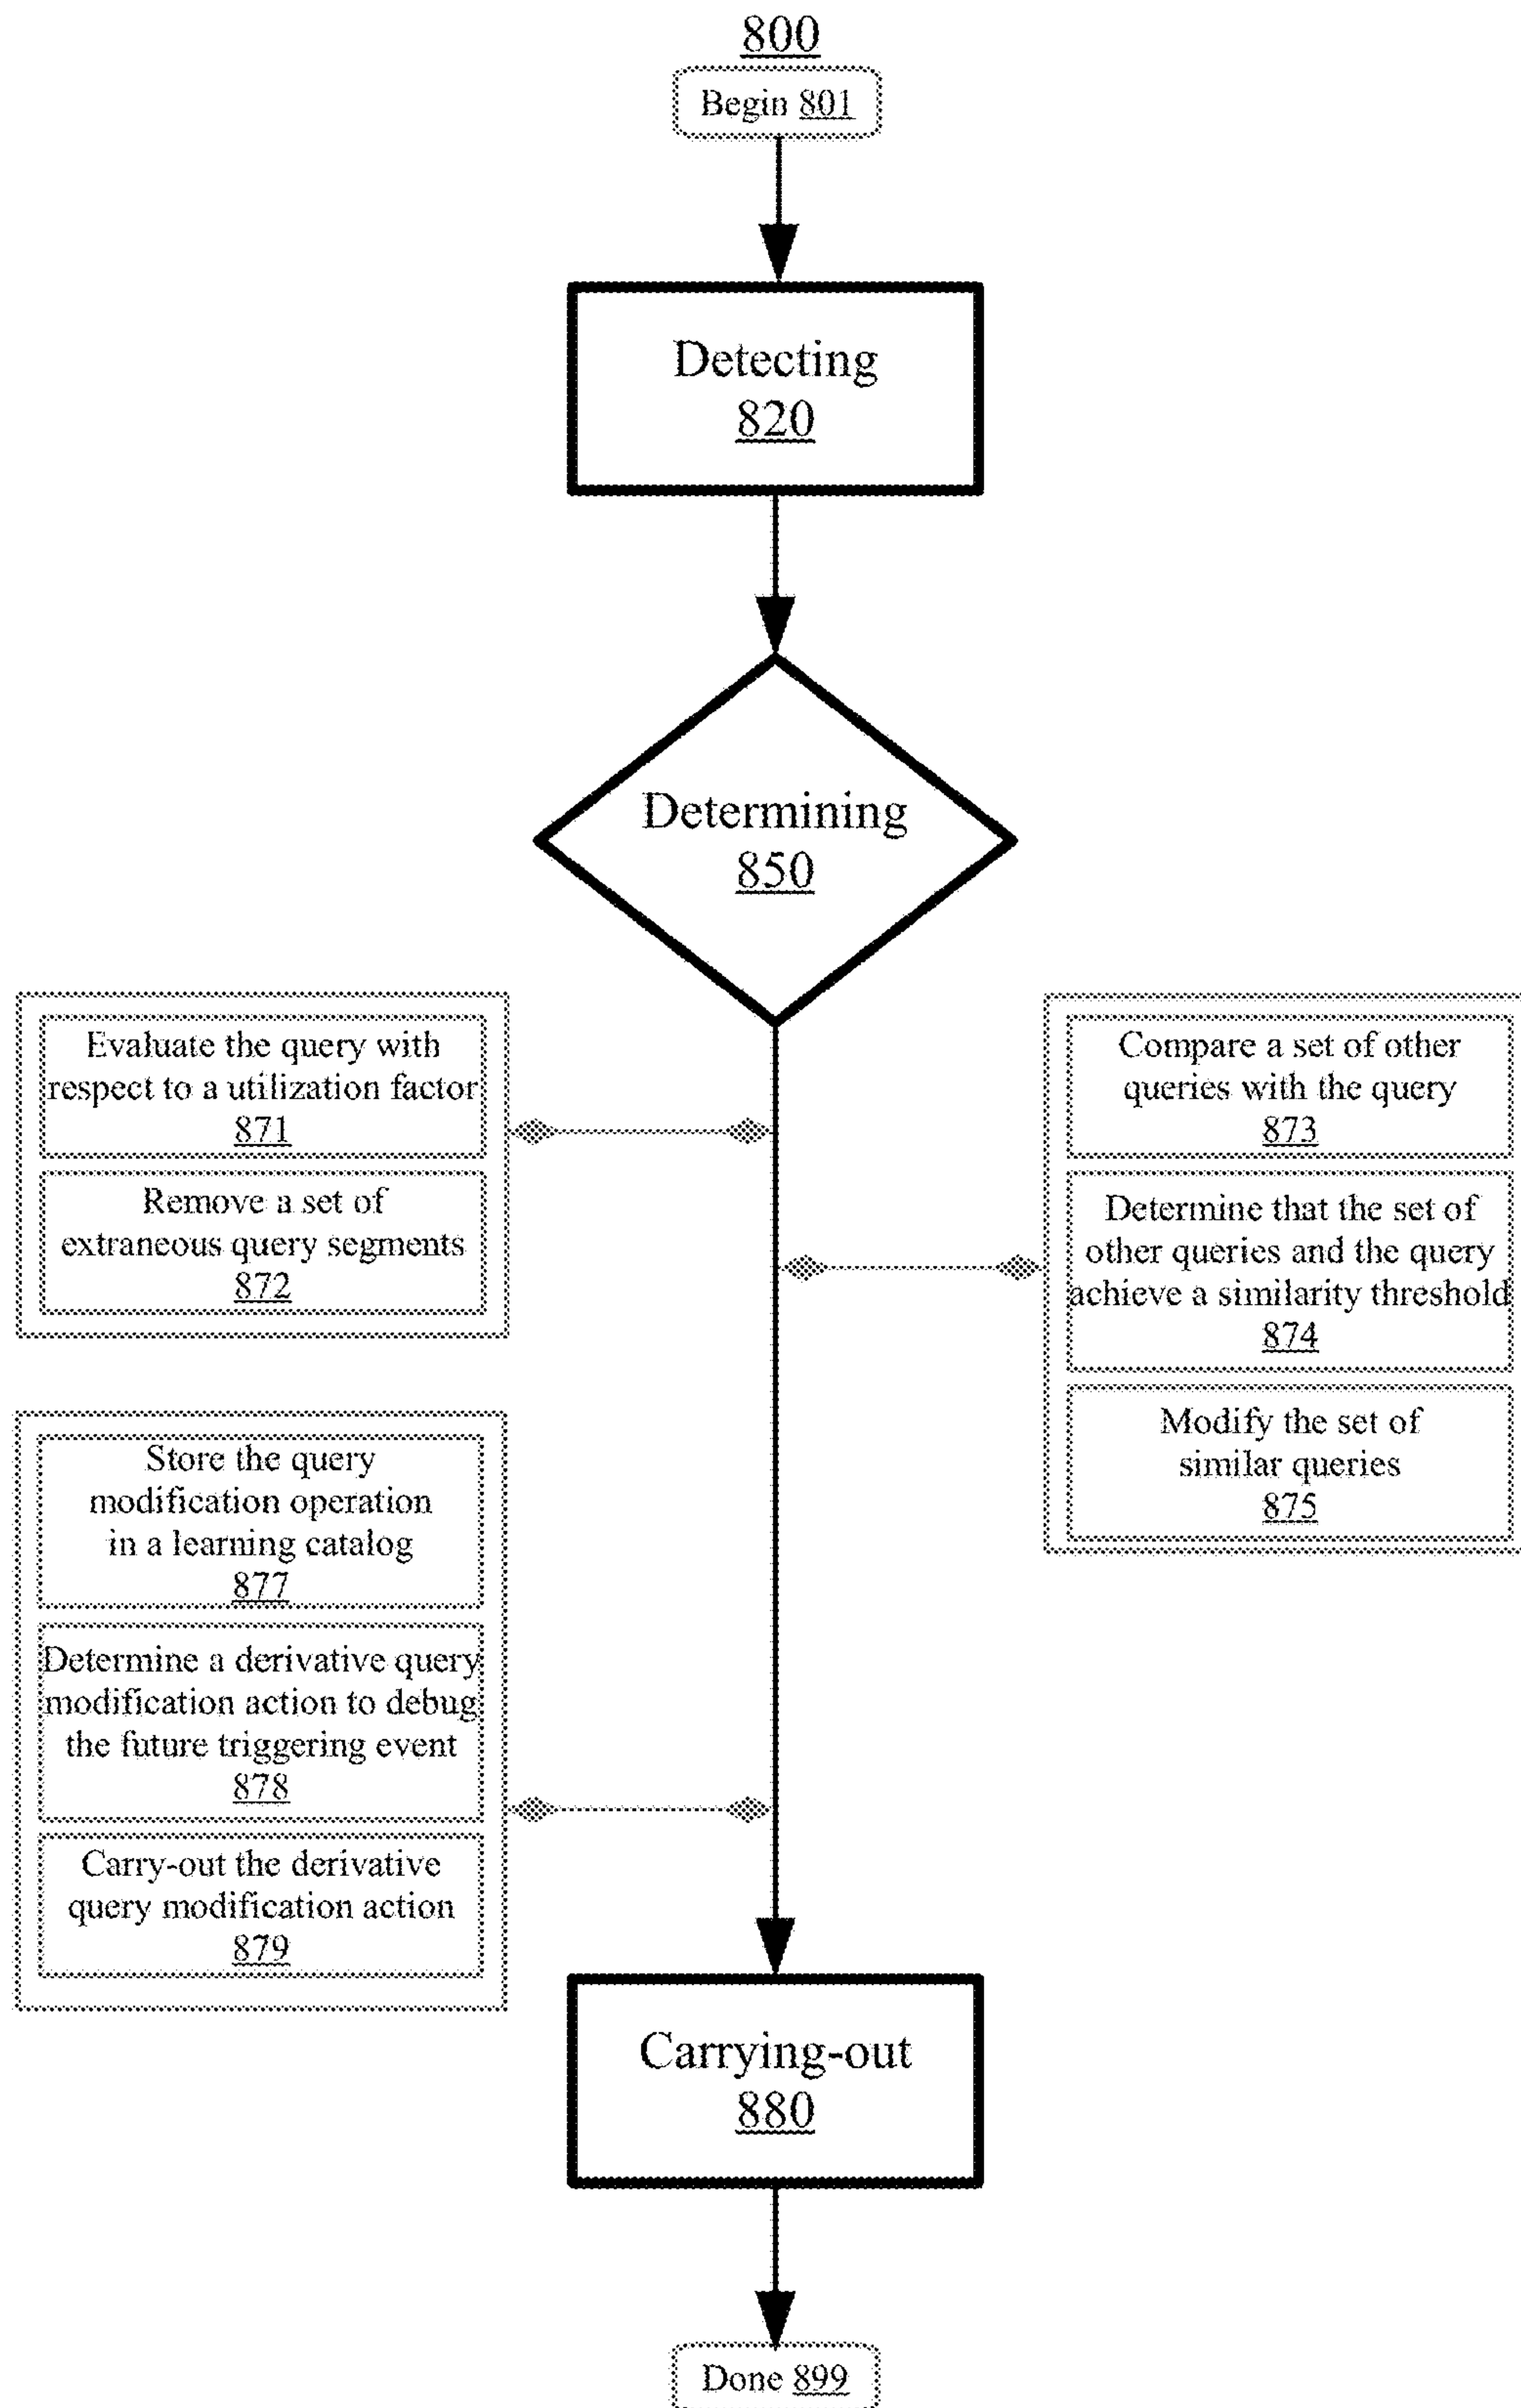 800
Begin 801
Detecting
820
Determining
850
Evaluate the query with
respect to a utilization factor
871
Remove a set of
extraneous query segments
872
Compare a set of other
queries with the query
873
Determine that the set of
other queries and the query
achieve a similarity threshold
874
Modify the set of
similar queries
875
Store the query
modification operation
in a learning catalog
877
Determine a derivative query
modification action to debug
the future triggering event
878
Carry-out the derivative
query modification action
879
Carrying-out
880
Done 899